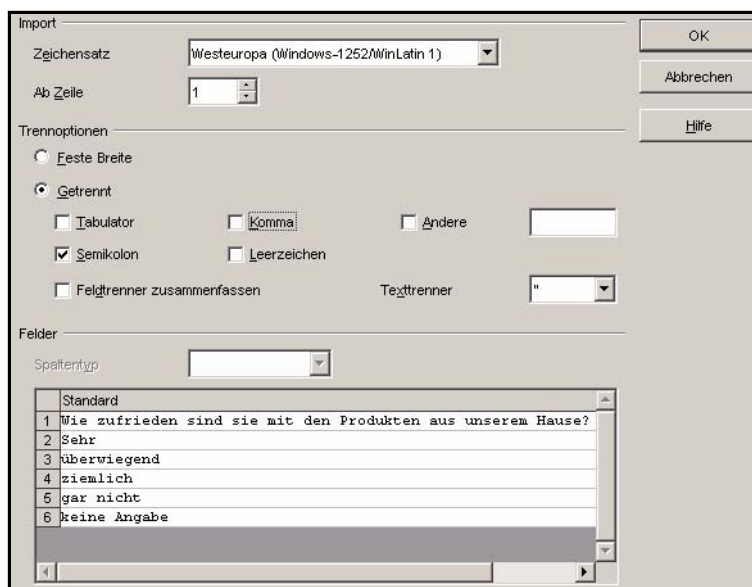 Import
OK
Zeichensatz
Westeuropa (Windows-1252/WinLatin 1)
Abbrechen
Ab Zeile
1
Hilfe
Trennoptionen
Feste Breite
Getrennt
Tabulator
Komma
Andere
Semikolon
Leerzeichen
Feldtrenner zusammenfassen
Texttrenner
"
Felder
Spaltentyp
Standard
1 Wie zufrieden sind sie mit den Produkten aus unserem Hause?
2 Sehr
3 überwiegend
4 ziemlich
5 gar nicht
6 keine Angabe